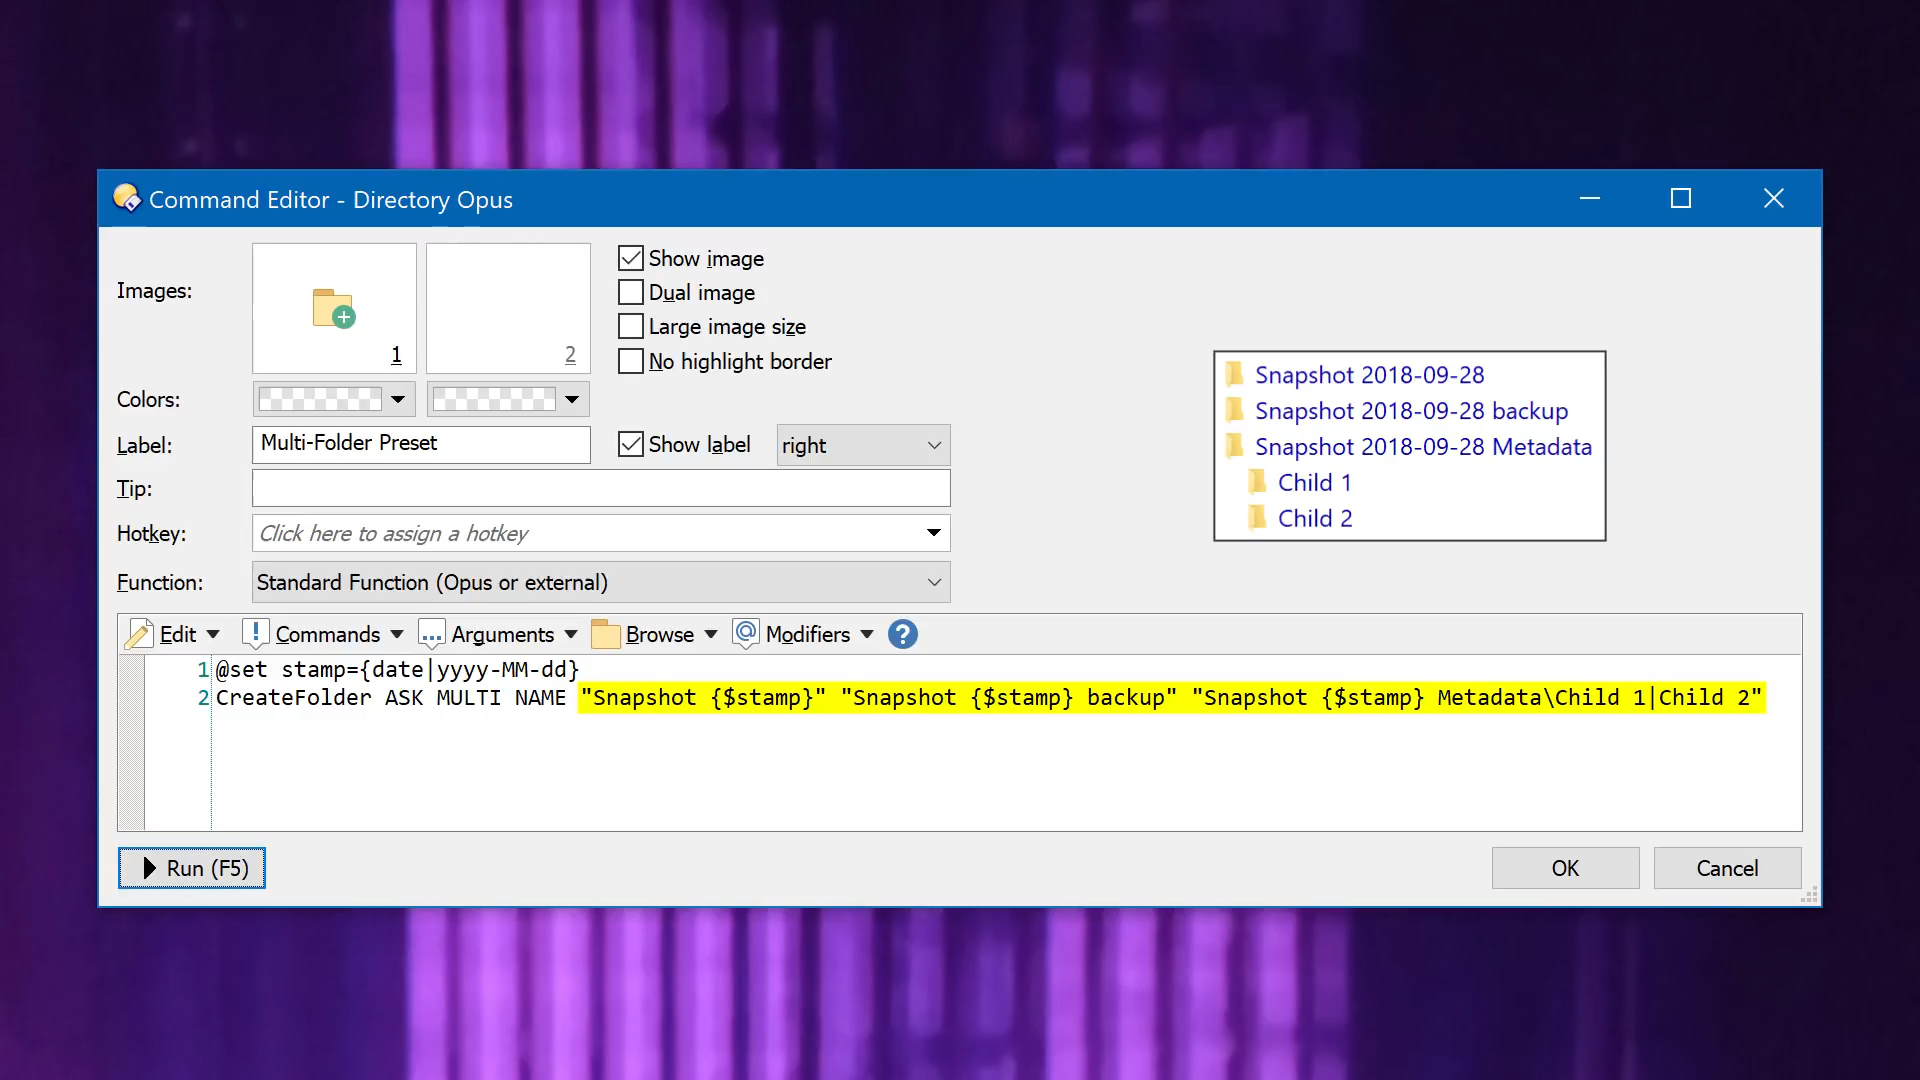 Command Editor - Directory Opus
Images:
1
2
Show image
Dual image
Large image size
No highlight border
Colors:
Label:
Multi-Folder Preset
Show label
right
Tip:
Hotkey:
Click here to assign a hotkey
Function:
Standard Function (Opus or external)
Snapshot 2018-09-28
Snapshot 2018-09-28 backup
Snapshot 2018-09-28 Metadata
Child 1
Child 2
Edit
Commands
Arguments
Browse
Modifiers
?
1 @set stamp={date|yyyy-MM-dd}
2 CreateFolder ASK MULTI NAME "Snapshot {$stamp}" "Snapshot {$stamp} backup" "Snapshot {$stamp} Metadata\Child 1|Child 2"
Run (F5)
OK
Cancel